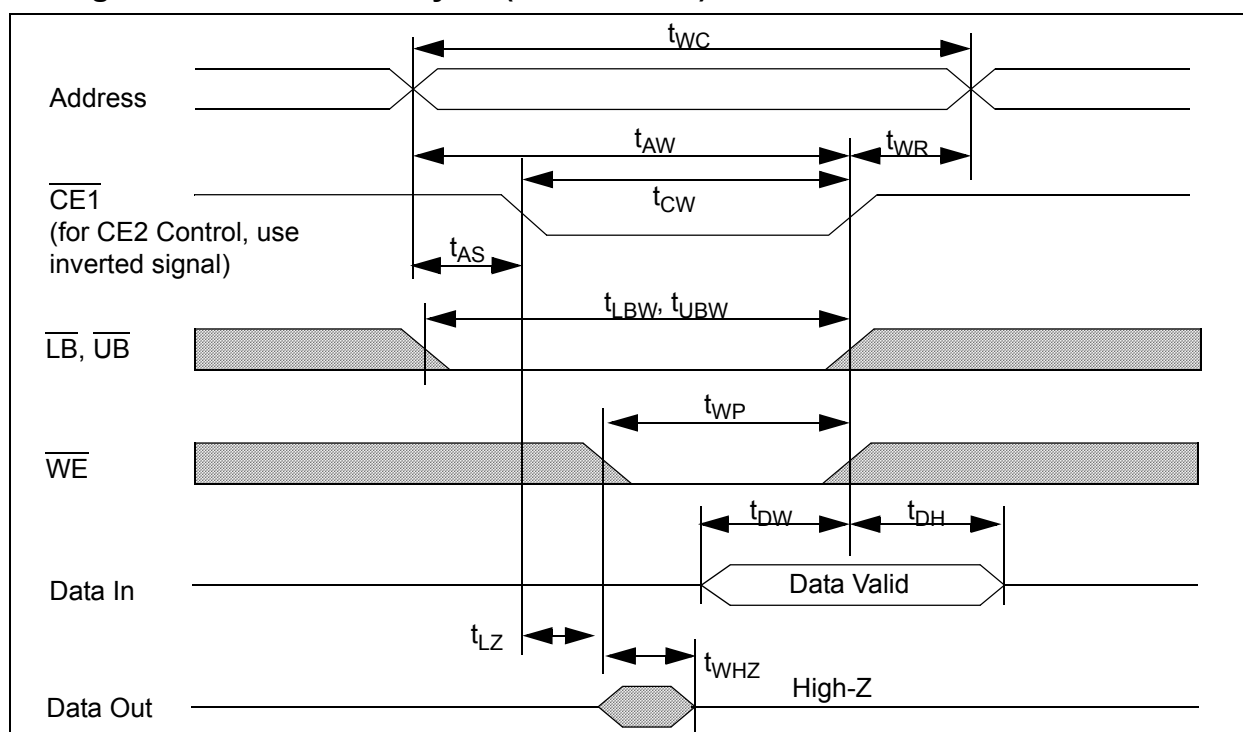 tWC
Address
tAW
tWR
CE1
tCW
(for CE2 Control, use
inverted signal)
tAS
tLBW, tUBW
LB, UB
tWP
WE
tDW
tDH
Data In
Data Valid
tLZ
tWHZ
High-Z
Data Out